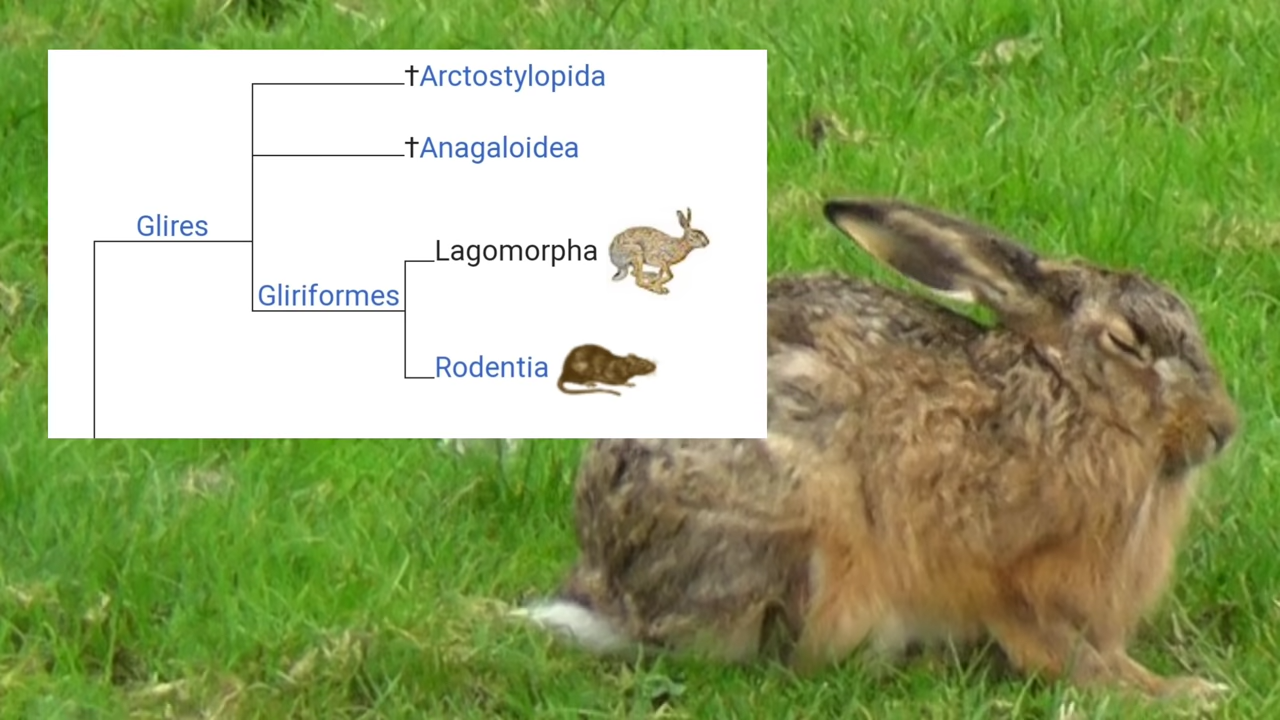 †Arctostylopida
†Anagaloidea
Glires
Lagomorpha
Gliriformes
Rodentia